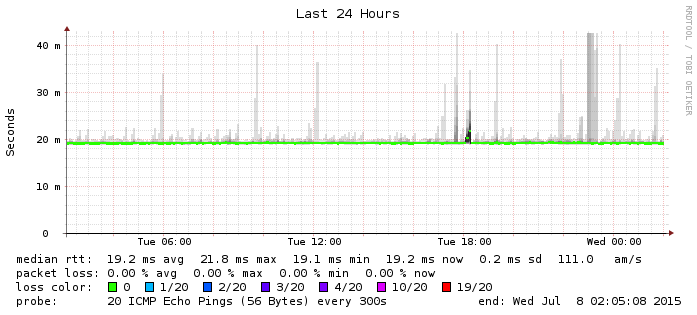 Last 24 Hours
RRDTOOL / TOBI OETIKER
Seconds
40 m
30 m
20 m
10 m
0
Tue 06:00 Tue 12:00 Tue 18:00 Wed 00:00
median rtt: 19.2 ms avg 21.8 ms max 19.1 ms min 19.2 ms now 0.2 ms sd 111.0 am/s
packet loss: 0.00 % avg 0.00 % max 0.00 % min 0.00 % now
loss color: 0 1/20 2/20 3/20 4/20 10/20 19/20
probe: 20 ICMP Echo Pings (56 Bytes) every 300s end: Wed Jul 8 02:05:08 2015